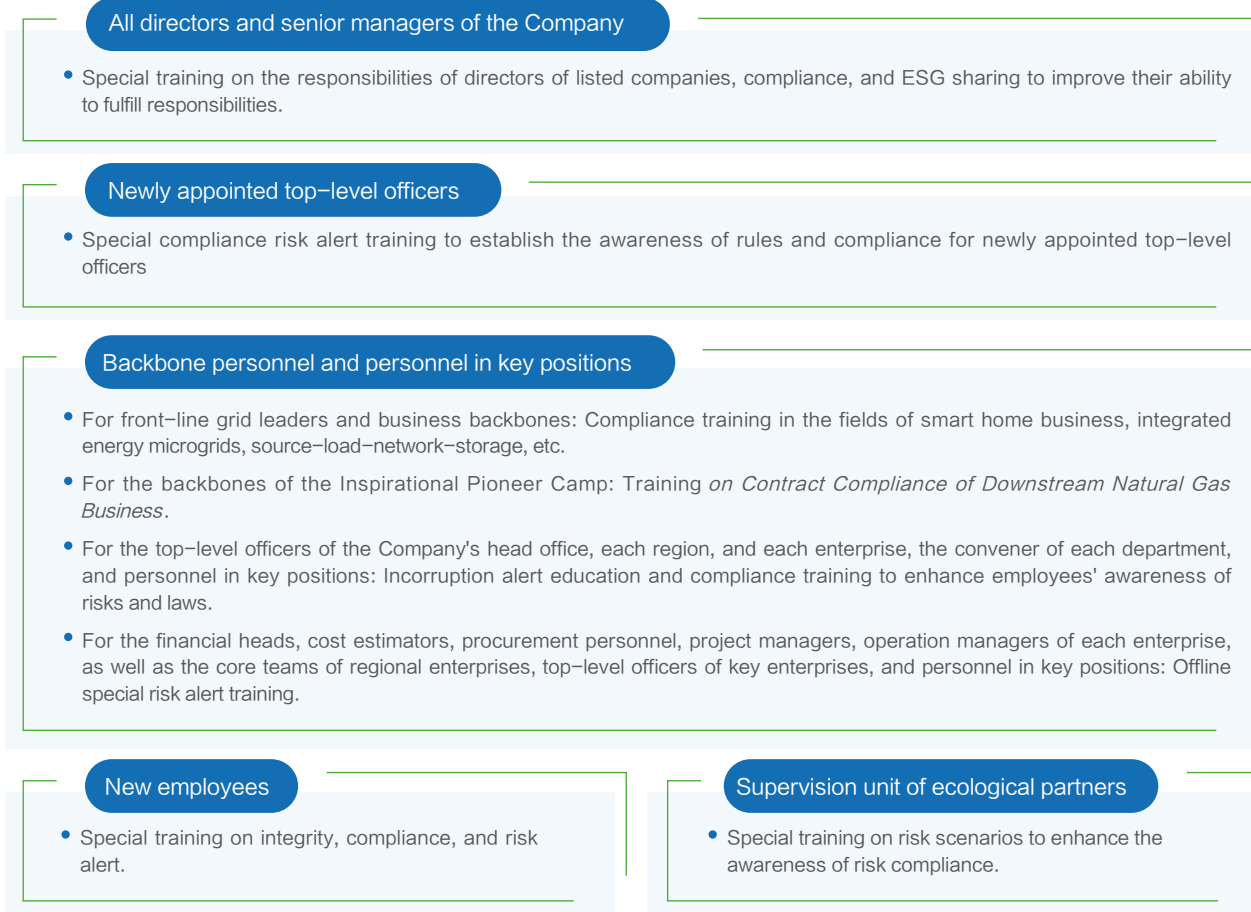 All directors and senior managers of the Company
• Special training on the responsibilities of directors of listed companies, compliance, and ESG sharing to improve their ability
to fulfill responsibilities.
Newly appointed top-level officers
• Special compliance risk alert training to establish the awareness of rules and compliance for newly appointed top-level
officers
Backbone personnel and personnel in key positions
• For front-line grid leaders and business backbones: Compliance training in the fields of smart home business, integrated
energy microgrids, source-load-network-storage, etc.
• For the backbones of the Inspirational Pioneer Camp: Training on Contract Compliance of Downstream Natural Gas
Business.
• For the top-level officers of the Company's head office, each region, and each enterprise, the convener of each department,
and personnel in key positions: Incorruption alert education and compliance training to enhance employees' awareness of
risks and laws.
• For the financial heads, cost estimators, procurement personnel, project managers, operation managers of each enterprise,
as well as the core teams of regional enterprises, top-level officers of key enterprises, and personnel in key positions: Offline
special risk alert training.
New employees
• Special training on integrity, compliance, and risk
alert.
Supervision unit of ecological partners
• Special training on risk scenarios to enhance the
awareness of risk compliance.